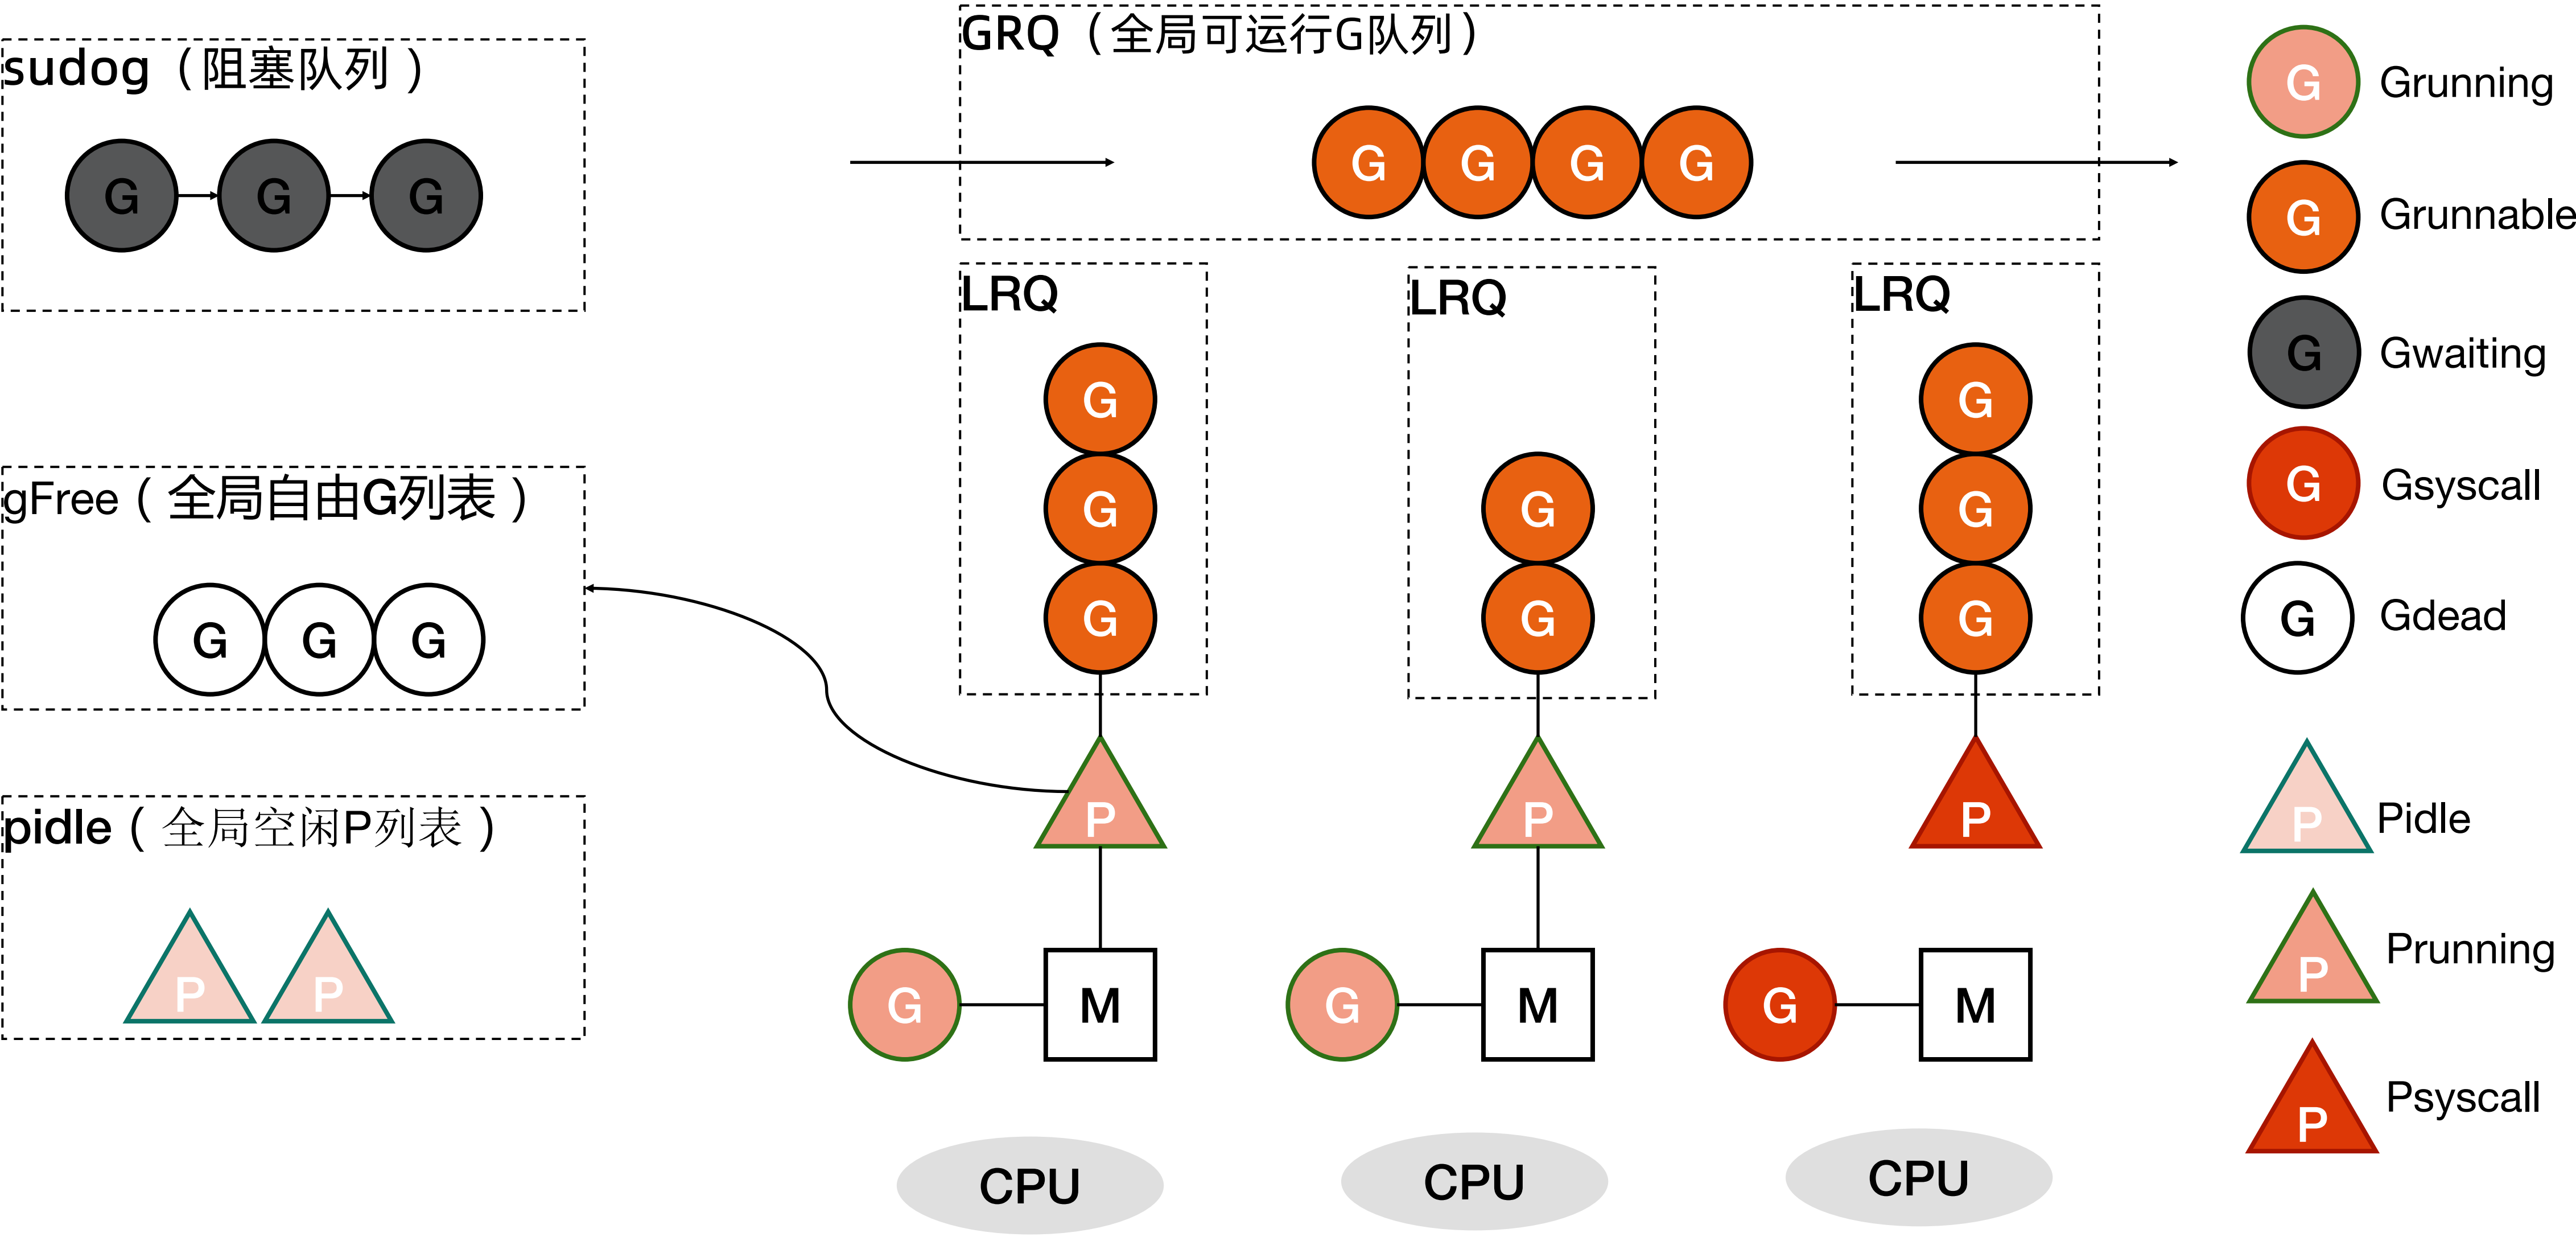 sudog（阻塞队列）
G G G
gFree（全局自由G列表）
G G G
pidle（全局空闲P列表）
P P
GRQ（全局可运行G队列）
G G G G
LRQ
G
G
G
P
G M
CPU
LRQ
G
G
P
G M
CPU
LRQ
G
G
G
P
G M
CPU
G Grunning
G Grunnable
G Gwaiting
G Gsyscall
G Gdead
P Pidle
P Prunning
P Psyscall